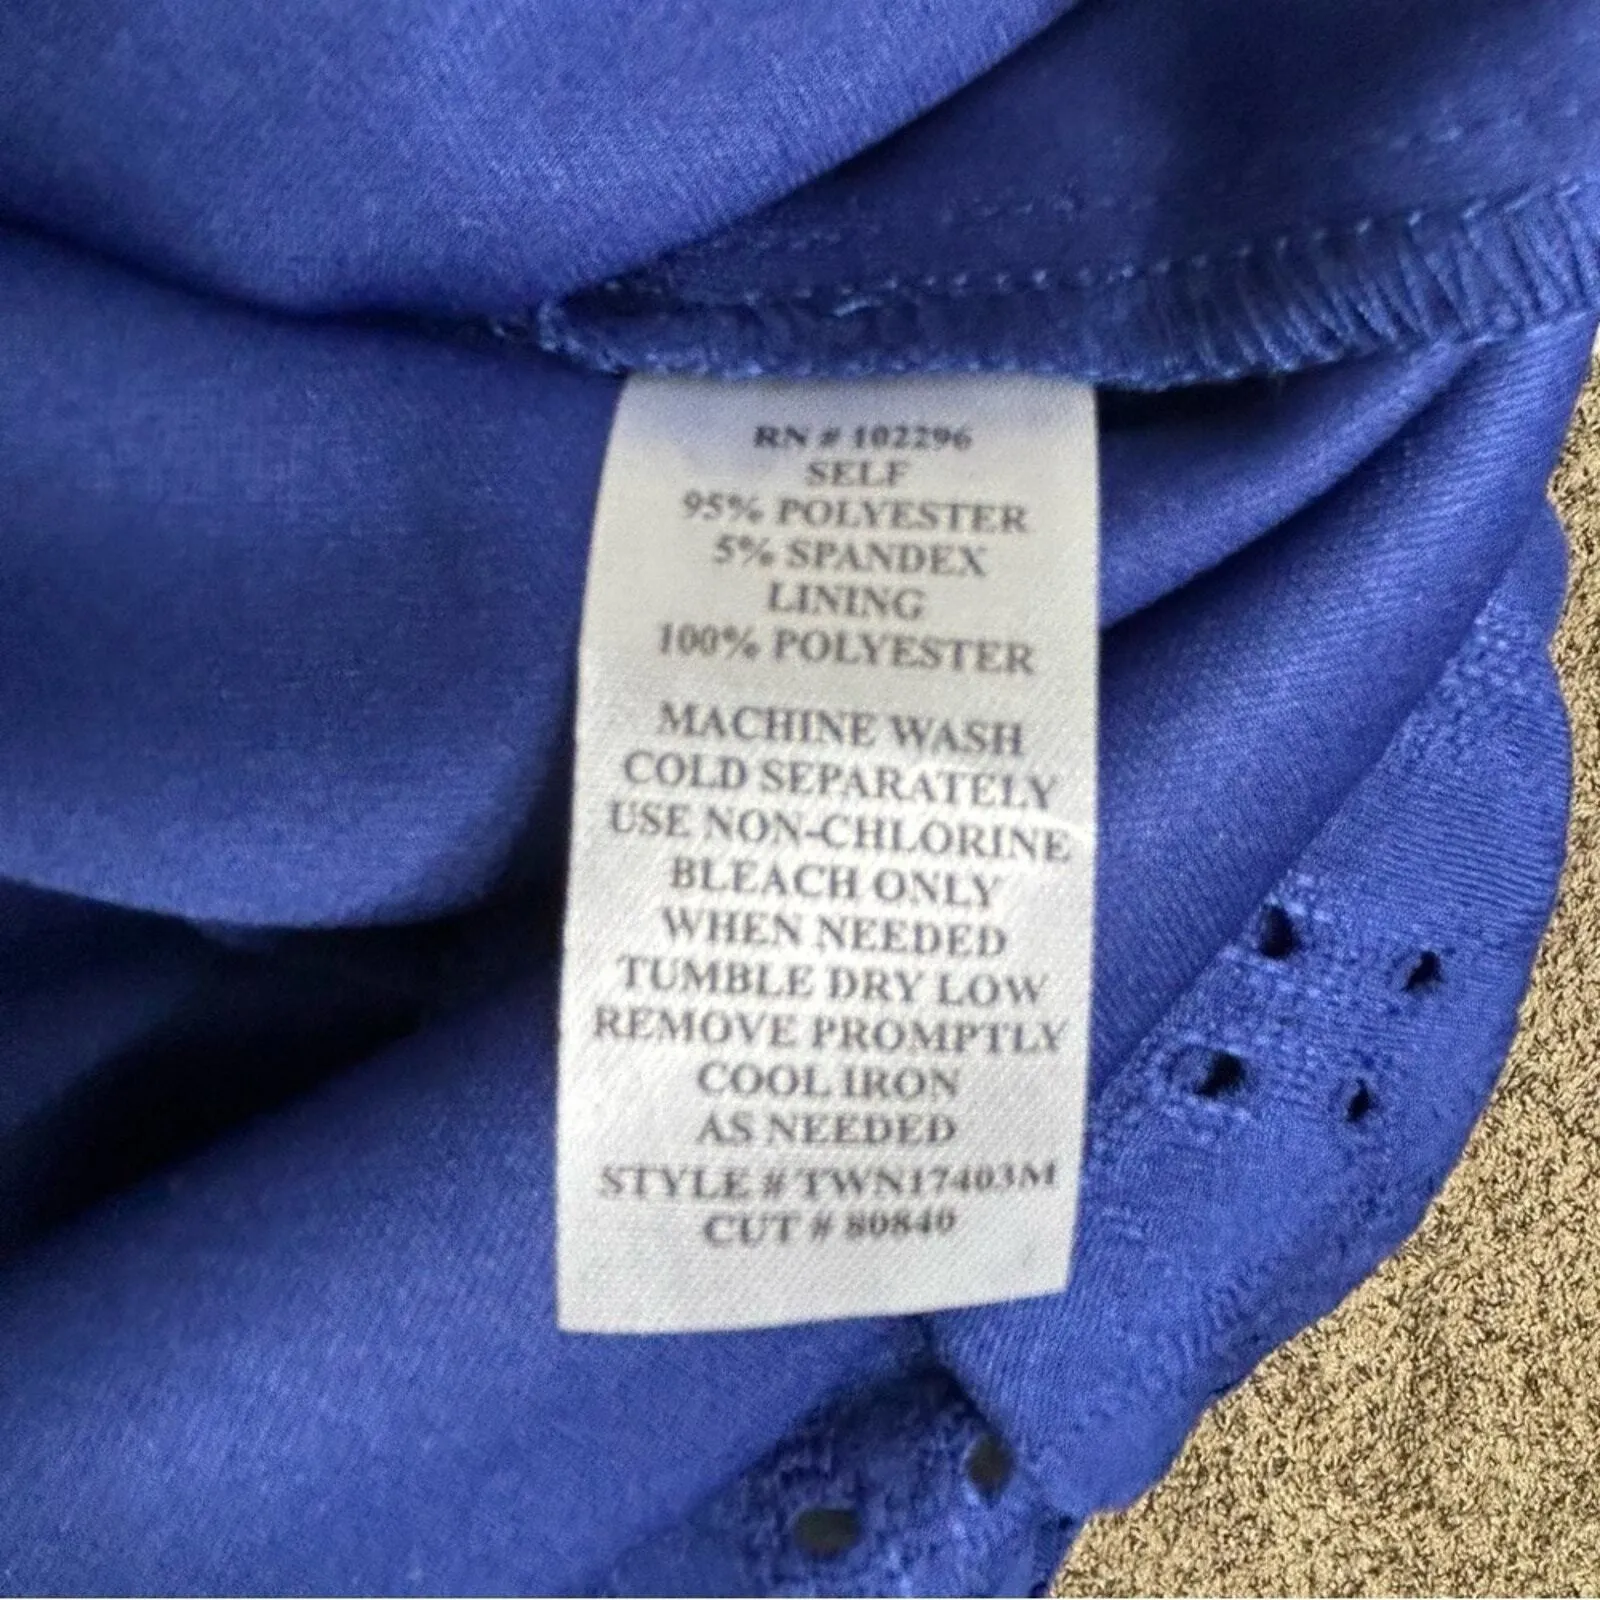 RN # 102296
SELF
95% POLYESTER
5% SPANDEX
LINING
100% POLYESTER
MACHINE WASH
COLD SEPARATELY
USE NON-CHLORINE
BLEACH ONLY
WHEN NEEDED
TUMBLE DRY LOW
REMOVE PROMPTLY
COOL IRON
AS NEEDED
STYLE # TWN17403M
CUT # 80840